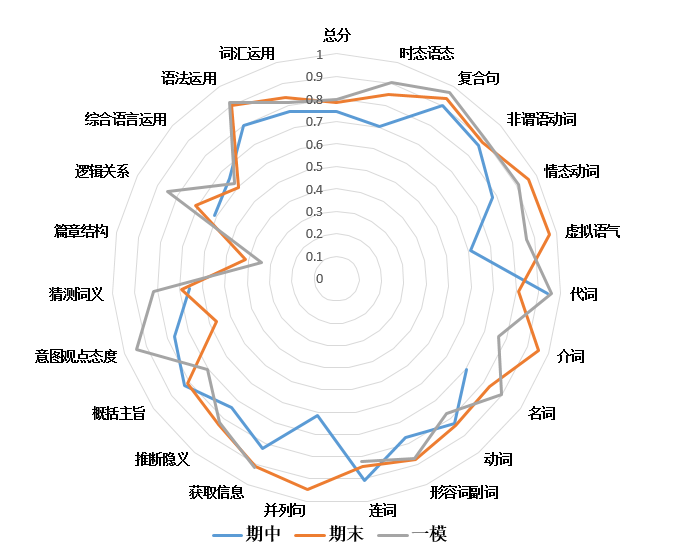 总分
时态语态
复合句
非谓语动词
情态动词
虚拟语气
代词
介词
名词
动词
形容词副词
连词
并列句
获取信息
推断隐义
概括主旨
意图观点态度
猜测词义
篇章结构
逻辑关系
综合语言运用
语法运用
词汇运用
1
0.9
0.8
0.7
0.6
0.5
0.4
0.3
0.2
0.1
0
期中 期末 一模